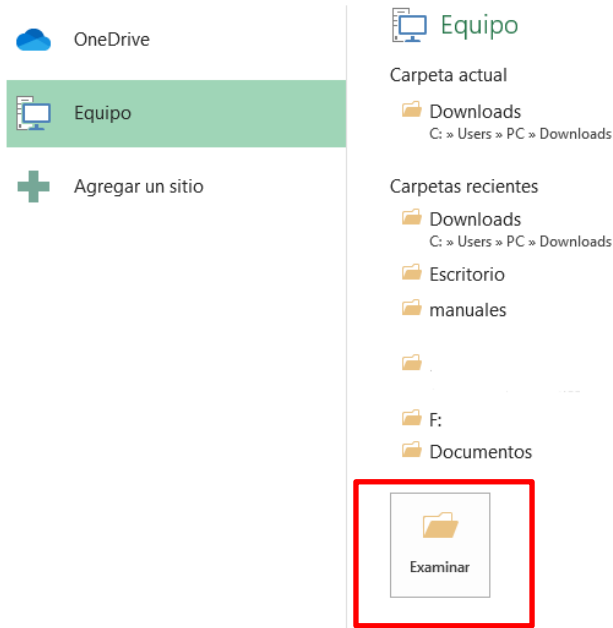 OneDrive
Equipo
Agregar un sitio
Equipo
Carpeta actual
Downloads
C: » Users » PC » Downloads
Carpetas recientes
Downloads
C: » Users » PC » Downloads
Escritorio
manuales
F:
Documentos
Examinar